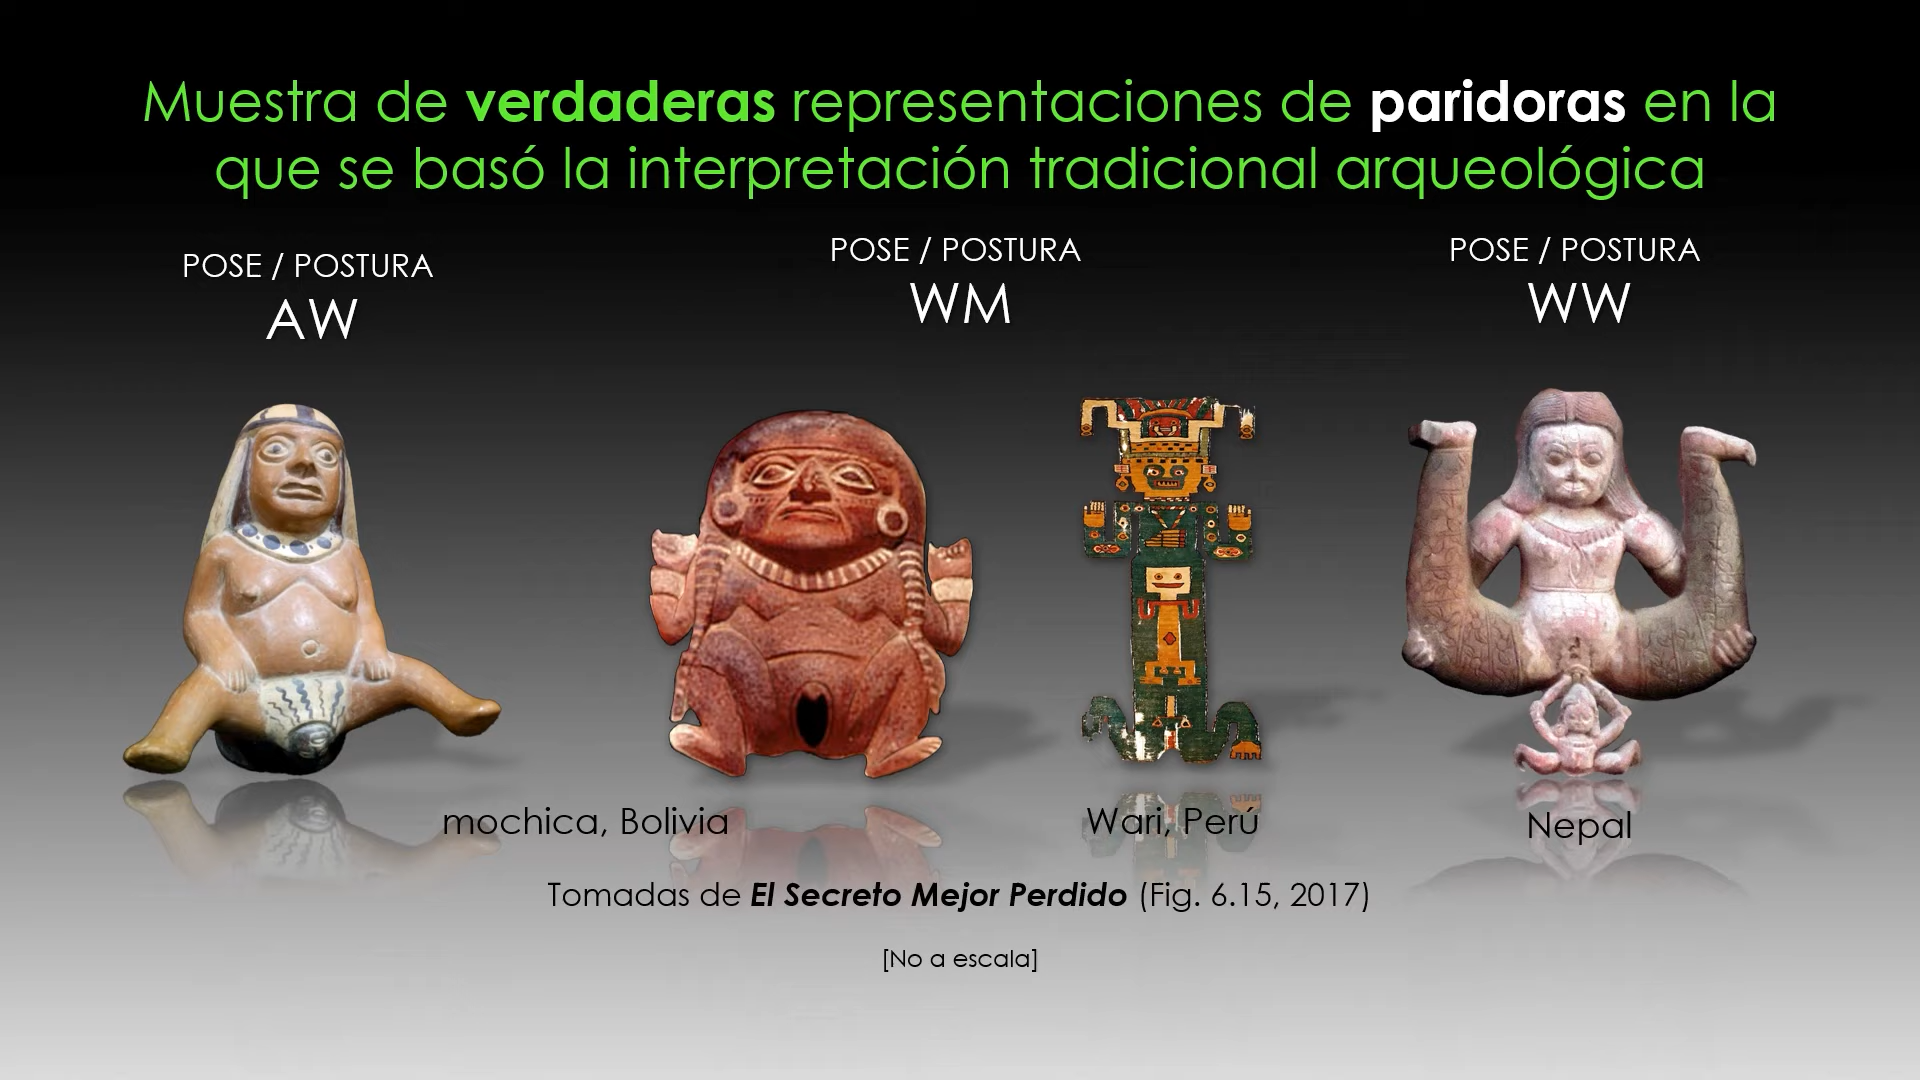 Muestra de verdaderas representaciones de paridoras en la
que se basó la interpretación tradicional arqueológica
POSE / POSTURA
AW
POSE / POSTURA
WM
POSE / POSTURA
WW
mochica, Bolivia
Wari, Perú
Nepal
Tomadas de El Secreto Mejor Perdido (Fig. 6.15, 2017)
[No a escala]